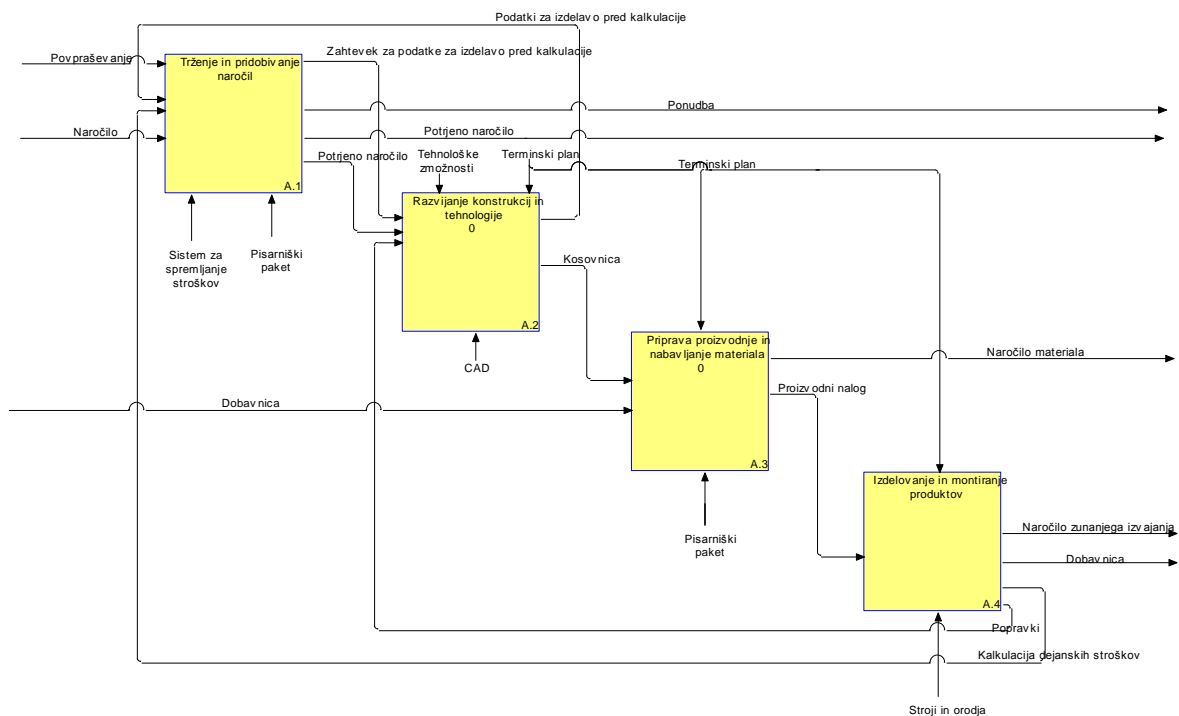 Podatki za izdelavo pred kalkulacije
Zahtevek za podatke za izdelavo pred kalkulacije
Povpraševanje
Trženje in pridobivanje
naročil
Ponudba
Naročilo
Potrjeno naročilo
Potrjeno naročilo
Tehnološke
zmožnosti
Terminski plan
Terminski plan
A.1
Razvijanje konstrukcij in
tehnologije
0
Sistem za
spremljanje
stroškov
Pisarniški
paket
Kosovnica
A.2
CAD
Priprava proizvodnje in
nabavljanje materiala
0
Naročilo materiala
Proizvodni nalog
Dobavnica
A.3
Izdelovanje in montiranje
produktov
Pisarniški
paket
Naročilo zunanjega izvajanja
Dobavnica
A.4
Popravki
Kalkulacija dejanskih stroškov
Stroji in orodja